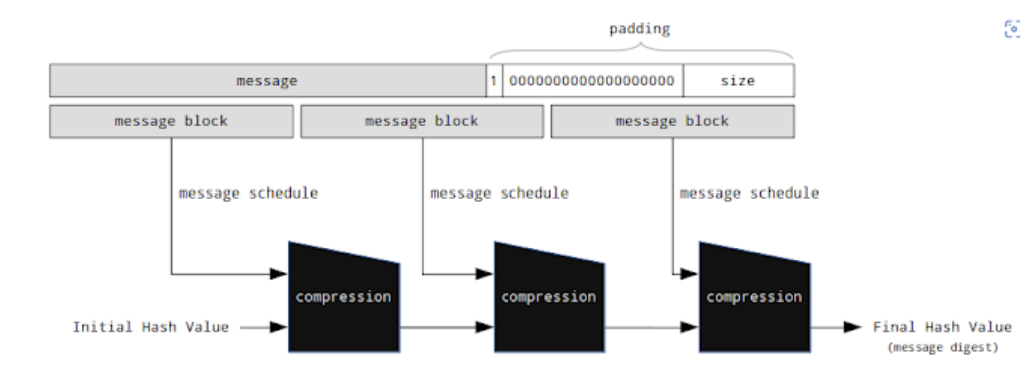 padding
message 1 0000000000000000000 size
message block message block message block
message schedule message schedule message schedule
compression compression compression
Initial Hash Value Final Hash Value
(message digest)